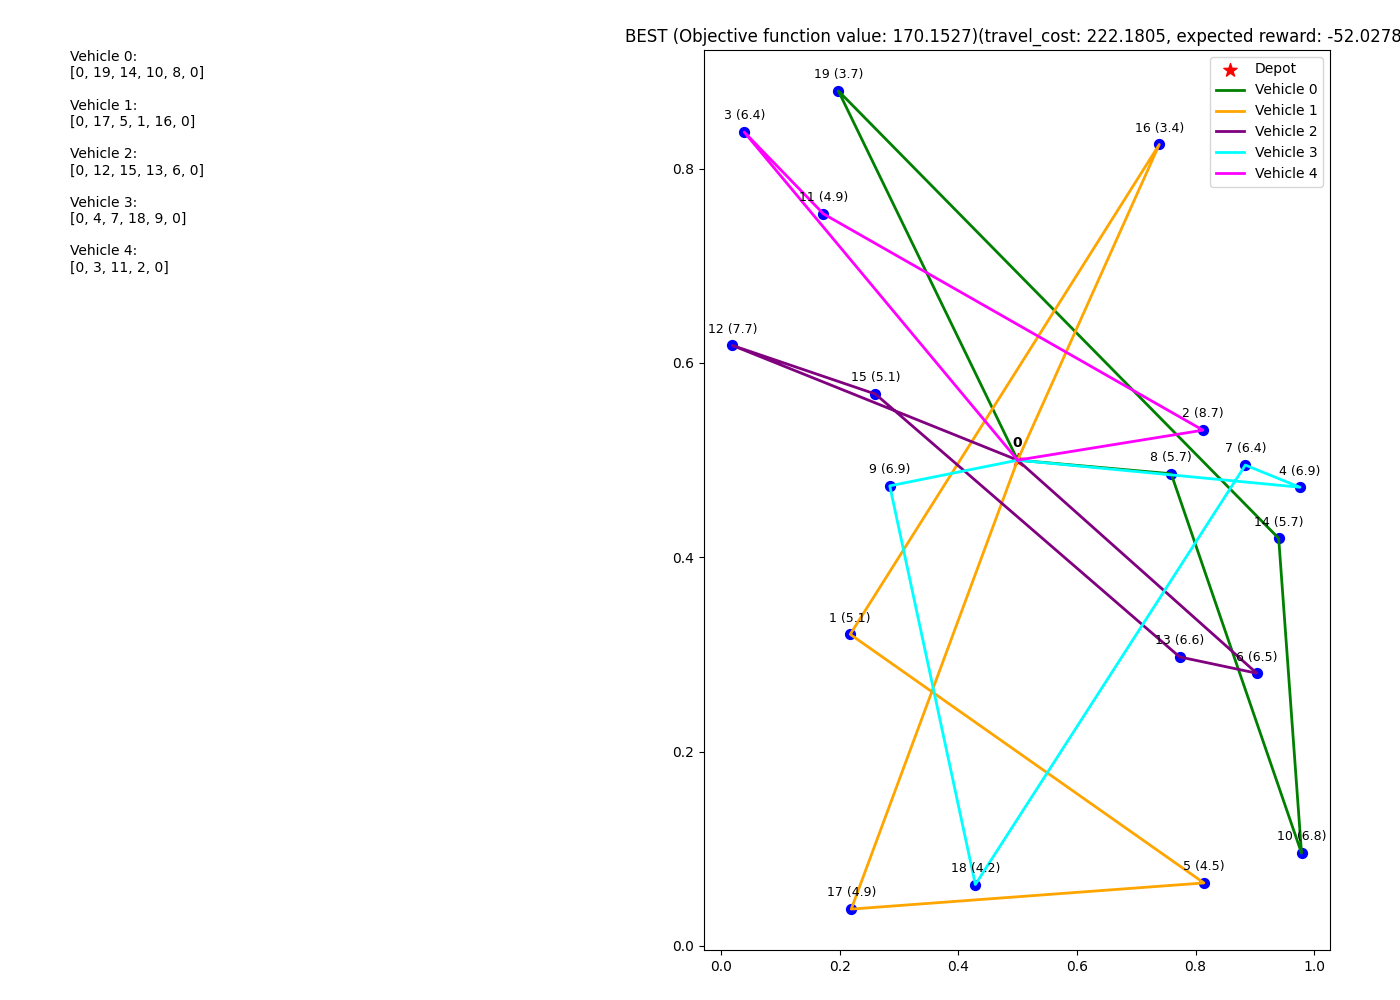 BEST (Objective function value: 170.1527)(travel_cost: 222.1805, expected reward: -52.0278
Vehicle 0:
[0, 19, 14, 10, 8, 0]
Vehicle 1:
[0, 17, 5, 1, 16, 0]
Vehicle 2:
[0, 12, 15, 13, 6, 0]
Vehicle 3:
[0, 4, 7, 18, 9, 0]
Vehicle 4:
[0, 3, 11, 2, 0]
Depot
Vehicle 0
Vehicle 1
Vehicle 2
Vehicle 3
Vehicle 4
19 (3.7)
3 (6.4)
16 (3.4)
11 (4.9)
12 (7.7)
15 (5.1)
2 (8.7)
0
7 (6.4)
8 (5.7)
9 (6.9)
4 (6.9)
14 (5.7)
1 (5.1)
13 (6.6)
6 (6.5)
10 (6.8)
18 (4.2)
5 (4.5)
17 (4.9)
0.8
0.6
0.4
0.2
0.0
0.0
0.2
0.4
0.6
0.8
1.0